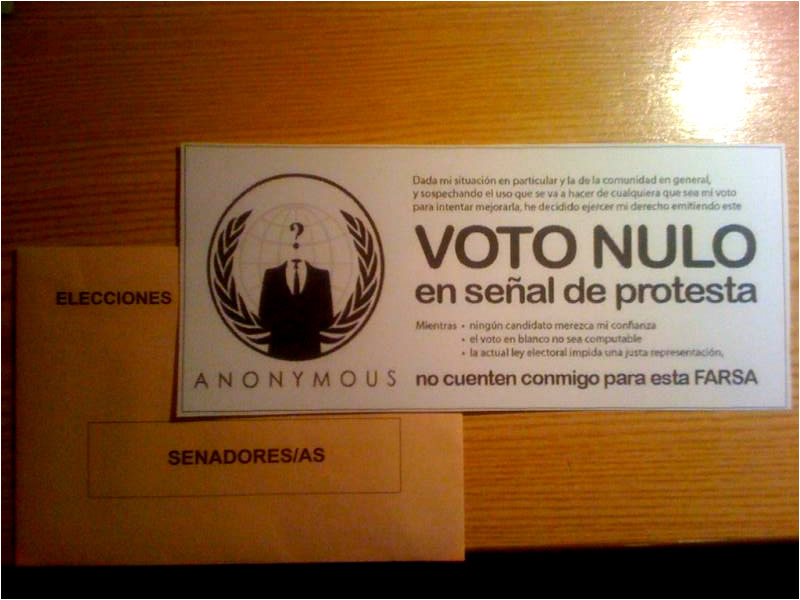 Dada mi situación en particular y la de la comunidad en general,
y sospechando el uso que se va a hacer de cualquiera que sea mi voto
para intentar mejorarla, he decidido ejercer mi derecho emitiendo este
VOTO NULO
en señal de protesta
Mientras • ningún candidato merezca mi confianza
• el voto en blanco no sea computable
• la actual ley electoral impida una justa representación,
no cuenten conmigo para esta FARSA
?
ANONYMOUS
ELECCIONES
SENADORES/AS